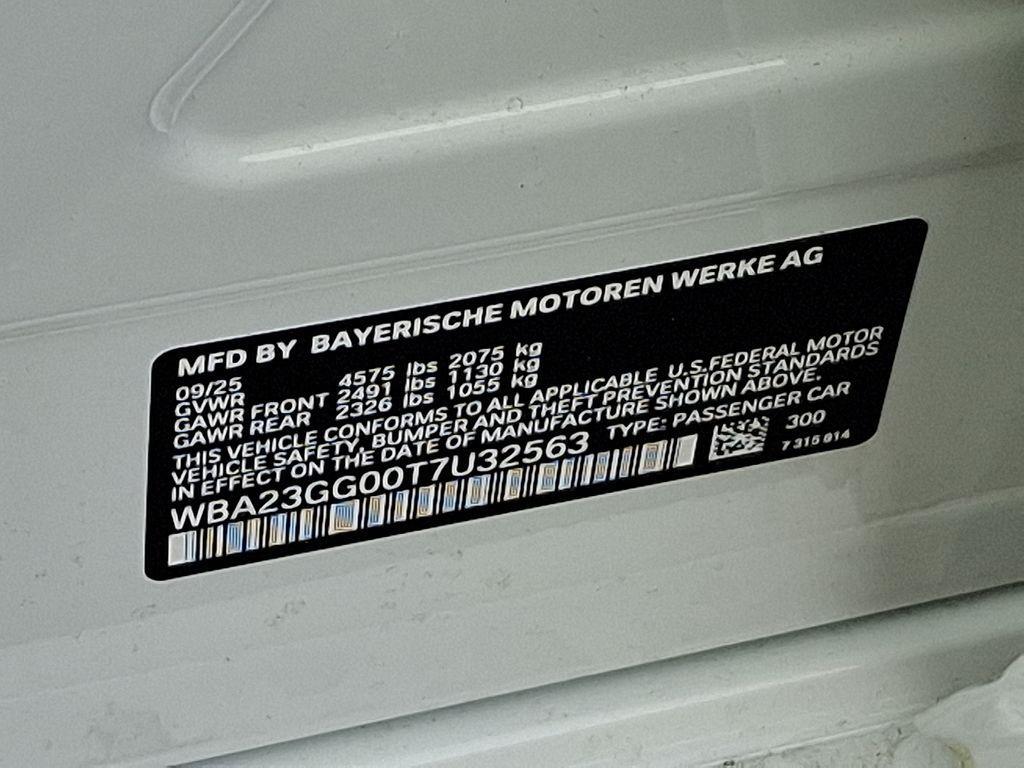 MFD BY BAYERISCHE MOTOREN WERKE AG
09/25
GVWR 4575 lbs 2075 kg
GAWR FRONT 2491 lbs 1130 kg
GAWR REAR 2326 lbs 1055 kg
THIS VEHICLE CONFORMS TO ALL APPLICABLE U.S.FEDERAL MOTOR
VEHICLE SAFETY, BUMPER AND THEFT PREVENTION STANDARDS
IN EFFECT ON THE DATE OF MANUFACTURE SHOWN ABOVE.
WBA23GG00T7U32563 TYPE: PASSENGER CAR
300
7 315 014